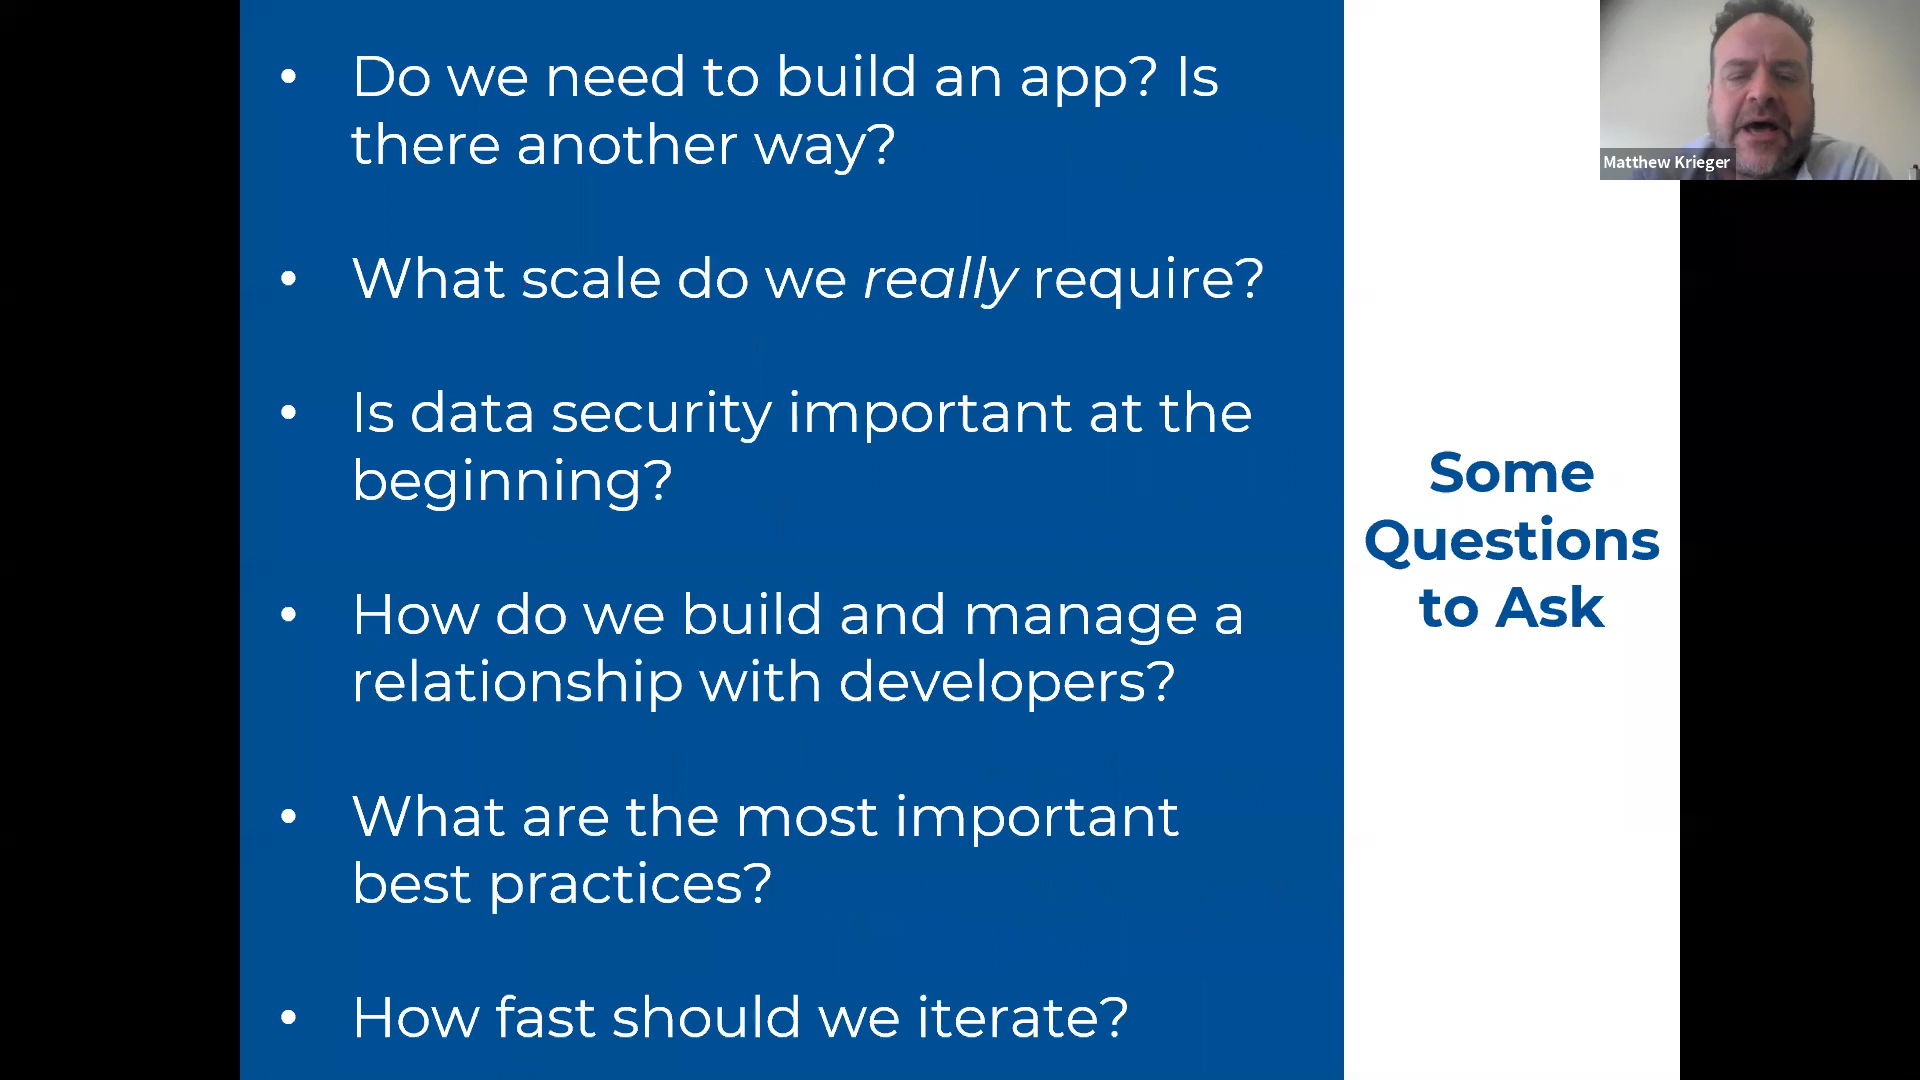 • Do we need to build an app? Is
there another way?
• What scale do we really require?
• Is data security important at the
beginning?
• How do we build and manage a
relationship with developers?
• What are the most important
best practices?
• How fast should we iterate?
Some
Questions
to Ask
Matthew Krieger